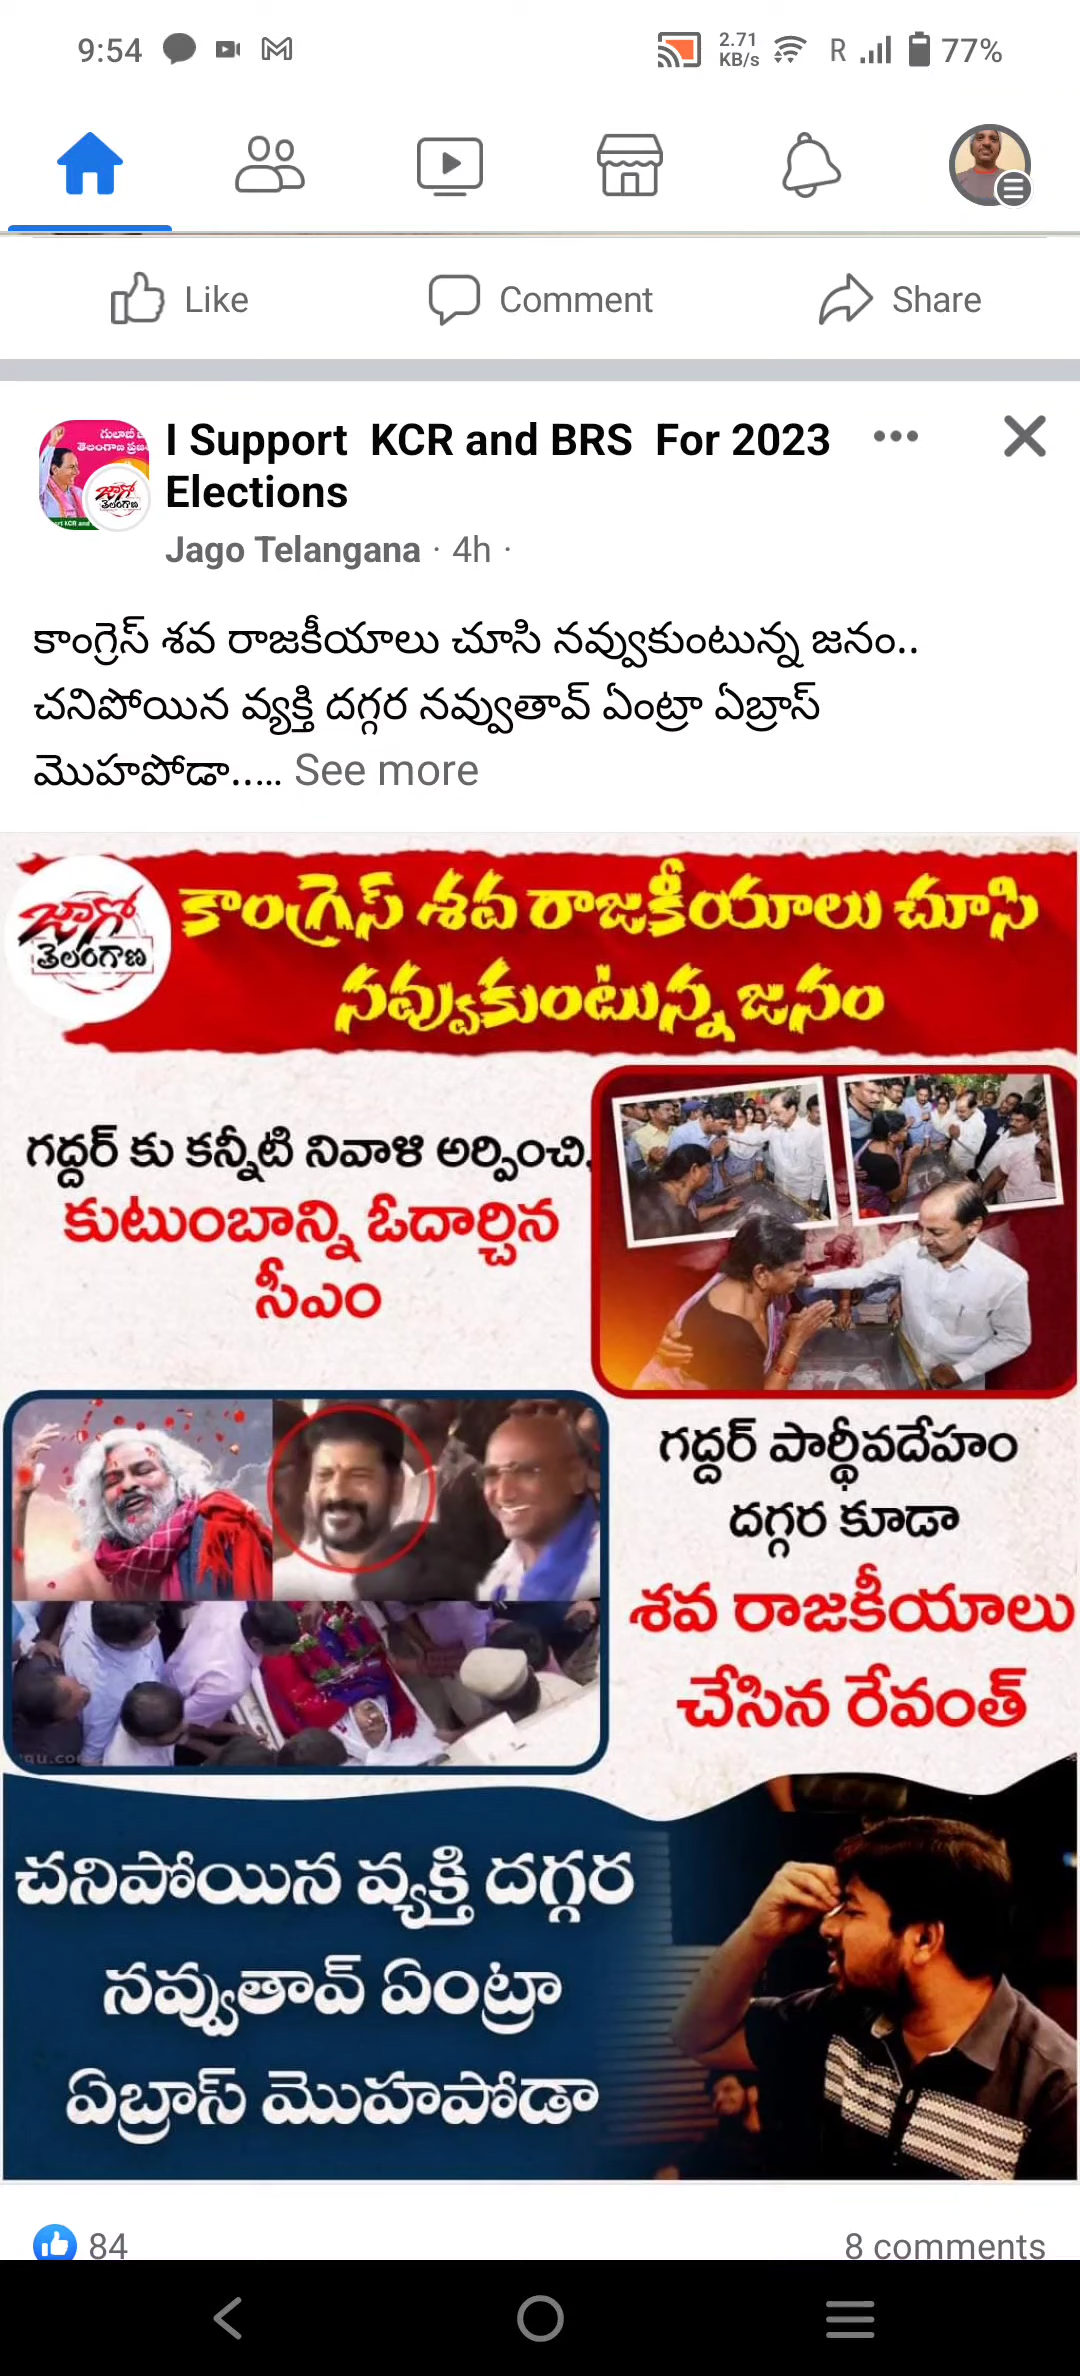 9:54
2.71
KB/s
R
77%
Like
Comment
Share
I Support KCR and BRS For 2023
Elections
Jago Telangana · 4h ·
కాంగ్రెస్ శవ రాజకీయాలు చూసి నవ్వుకుంటున్న జనం..
చనిపోయిన వ్యక్తి దగ్గర నవ్వుతావ్ ఏంట్రా ఏబ్రాస్
మొహపోడా..... See more
జాగో
తెలంగాణ
కాంగ్రెస్ శవ రాజకీయాలు చూసి
నవ్వుకుంటున్న జనం
గద్దర్ కు కన్నీటి నివాళి అర్పించి,
కుటుంబాన్ని ఓదార్చిన
సీఎం
గద్దర్ పార్థీవదేహం
దగ్గర కూడా
శవ రాజకీయాలు
చేసిన రేవంత్
చనిపోయిన వ్యక్తి దగ్గర
నవ్వుతావ్ ఏంట్రా
ఏబ్రాస్ మొహపోడా
84
8 comments